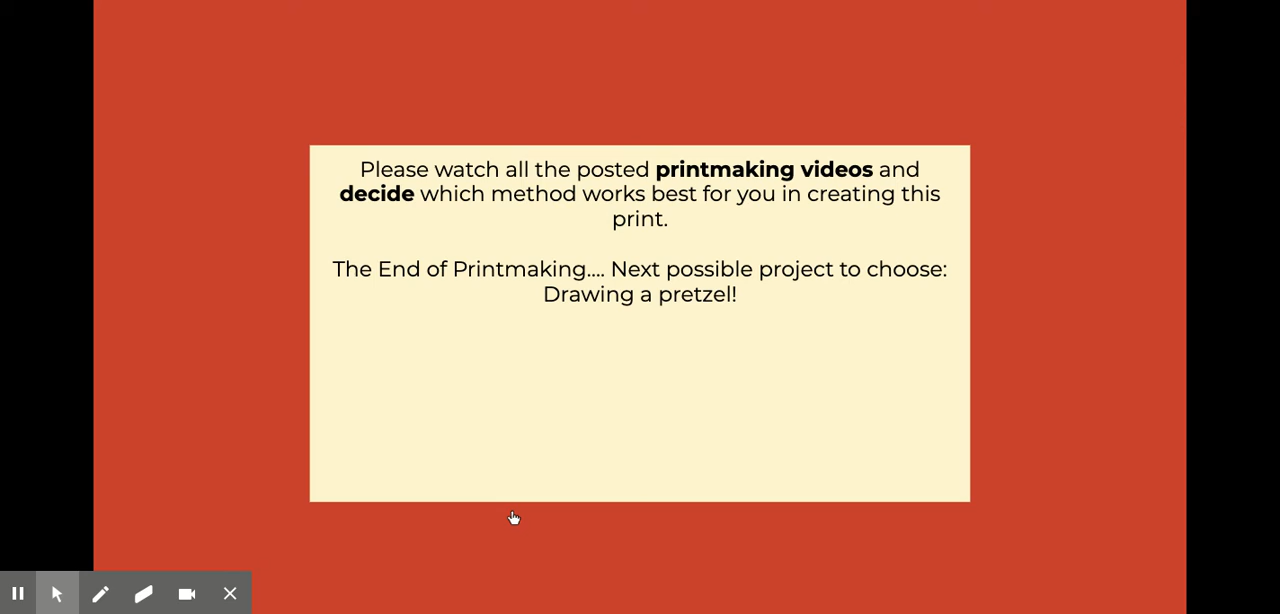 Please watch all the posted printmaking videos and
decide which method works best for you in creating this
print.
The End of Printmaking.... Next possible project to choose:
Drawing a pretzel!